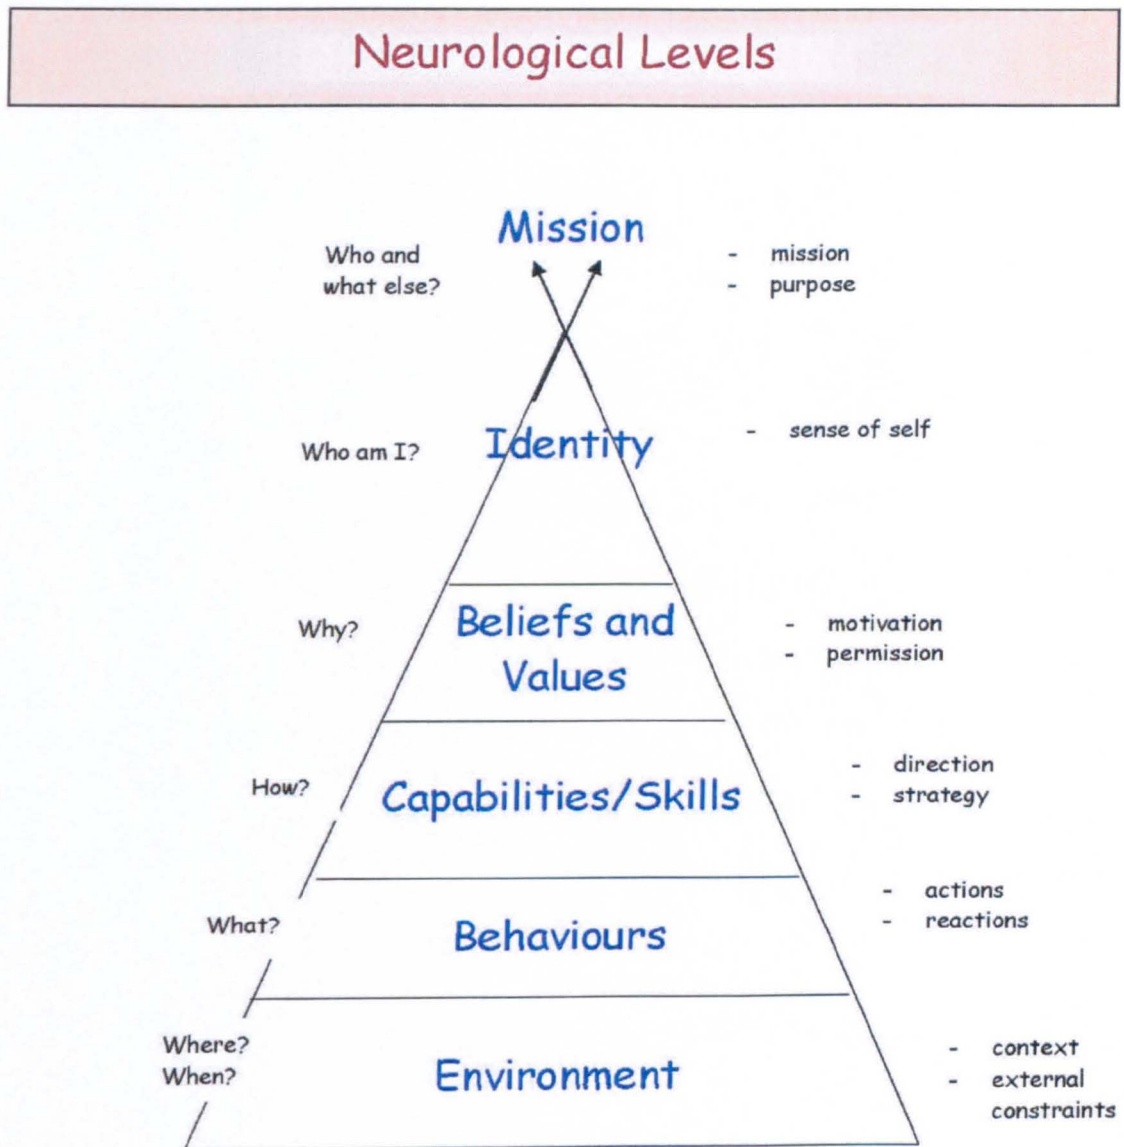 Neurological Levels
Mission
Who and
what else?
- mission
- purpose
Who am I?
Identity
- sense of self
Why?
Beliefs and
Values
- motivation
- permission
How?
Capabilities/Skills
- direction
- strategy
What?
Behaviours
- actions
- reactions
Where?
When?
Environment
- context
- external
constraints